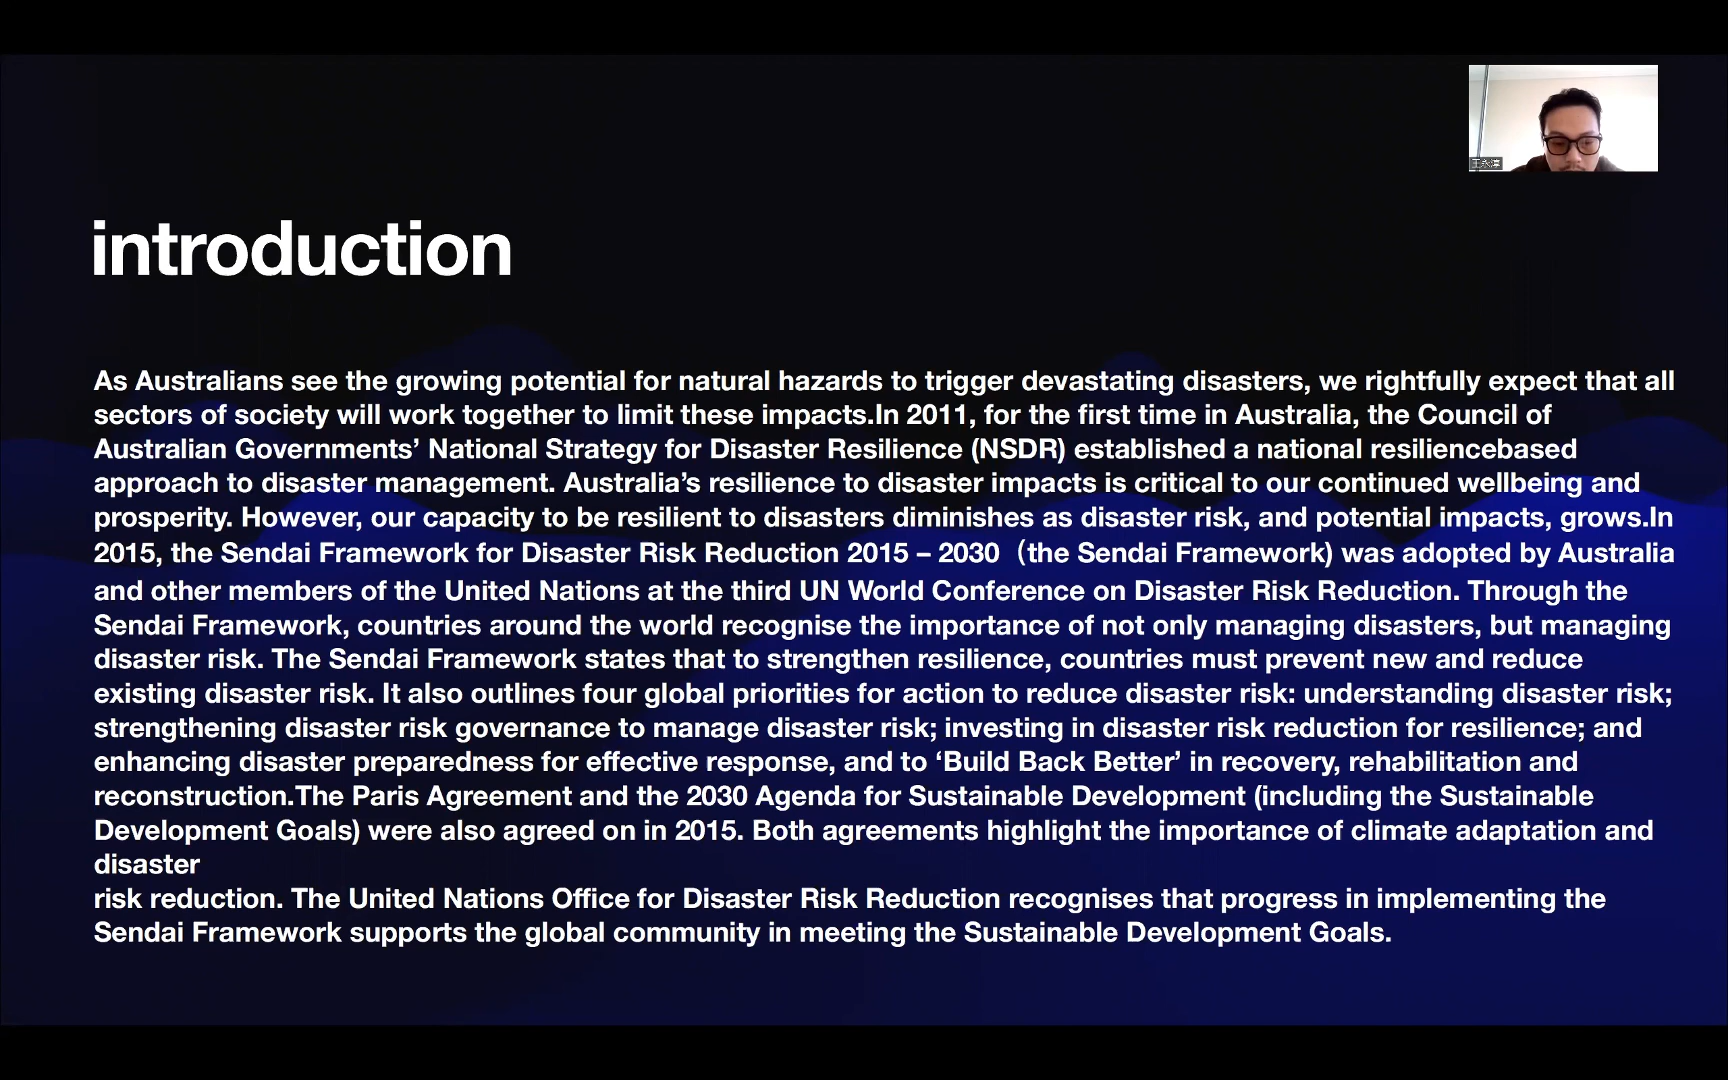 王永淳
introduction
As Australians see the growing potential for natural hazards to trigger devastating disasters, we rightfully expect that all
sectors of society will work together to limit these impacts.In 2011, for the first time in Australia, the Council of
Australian Governments’ National Strategy for Disaster Resilience (NSDR) established a national resiliencebased
approach to disaster management. Australia’s resilience to disaster impacts is critical to our continued wellbeing and
prosperity. However, our capacity to be resilient to disasters diminishes as disaster risk, and potential impacts, grows.In
2015, the Sendai Framework for Disaster Risk Reduction 2015 – 2030（the Sendai Framework) was adopted by Australia
and other members of the United Nations at the third UN World Conference on Disaster Risk Reduction. Through the
Sendai Framework, countries around the world recognise the importance of not only managing disasters, but managing
disaster risk. The Sendai Framework states that to strengthen resilience, countries must prevent new and reduce
existing disaster risk. It also outlines four global priorities for action to reduce disaster risk: understanding disaster risk;
strengthening disaster risk governance to manage disaster risk; investing in disaster risk reduction for resilience; and
enhancing disaster preparedness for effective response, and to ‘Build Back Better’ in recovery, rehabilitation and
reconstruction.The Paris Agreement and the 2030 Agenda for Sustainable Development (including the Sustainable
Development Goals) were also agreed on in 2015. Both agreements highlight the importance of climate adaptation and
disaster
risk reduction. The United Nations Office for Disaster Risk Reduction recognises that progress in implementing the
Sendai Framework supports the global community in meeting the Sustainable Development Goals.